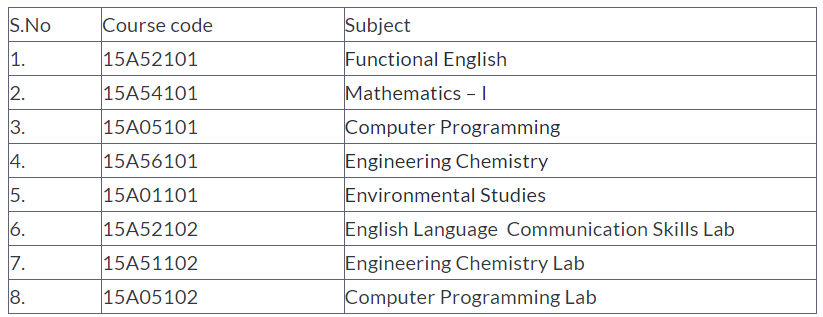 S.No Course code Subject
1. 15A52101 Functional English
2. 15A54101 Mathematics – I
3. 15A05101 Computer Programming
4. 15A56101 Engineering Chemistry
5. 15A01101 Environmental Studies
6. 15A52102 English Language  Communication Skills Lab
7. 15A51102 Engineering Chemistry Lab
8. 15A05102 Computer Programming Lab